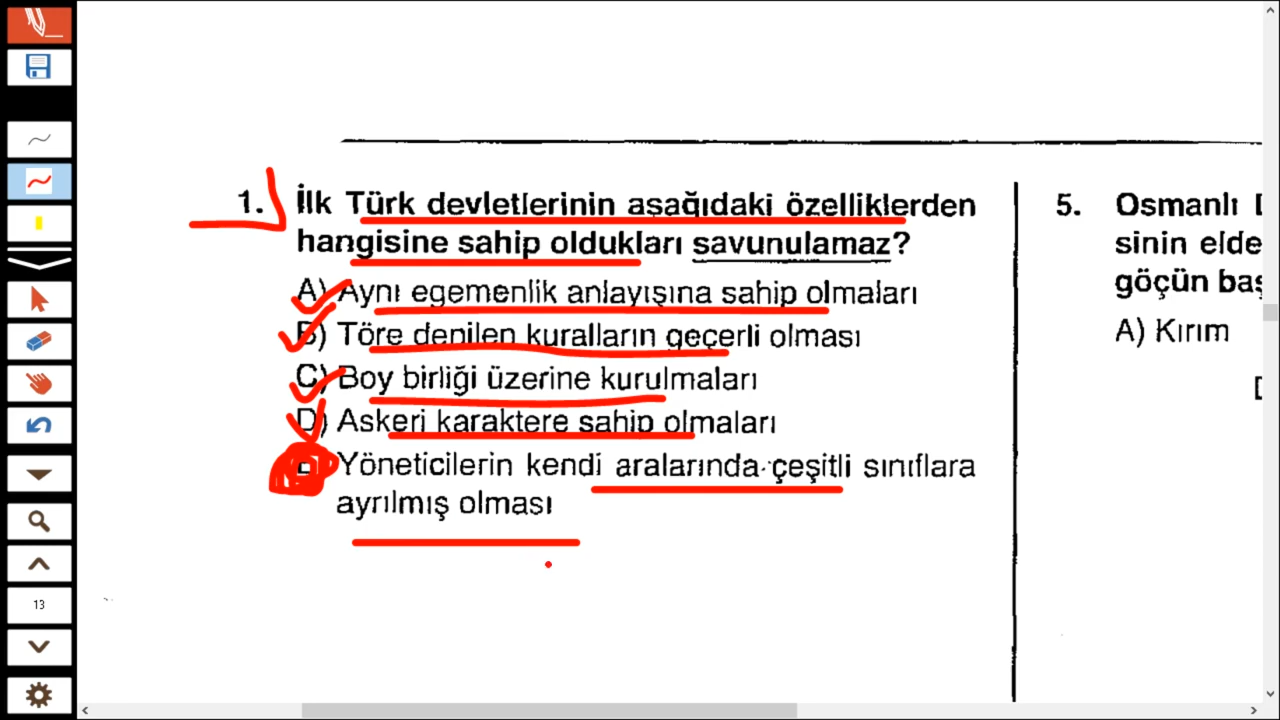 1. İlk Türk devletlerinin aşağıdaki özelliklerden
hangisine sahip oldukları savunulamaz?
A) Aynı egemenlik anlayışına sahip olmaları
B) Töre denilen kuralların geçerli olması
C) Boy birliği üzerine kurulmaları
D) Askeri karaktere sahip olmaları
E) Yöneticilerin kendi aralarında çeşitli sınıflara
ayrılmış olması
5. Osmanlı
sinin elde
göçün baş
A) Kırım
13